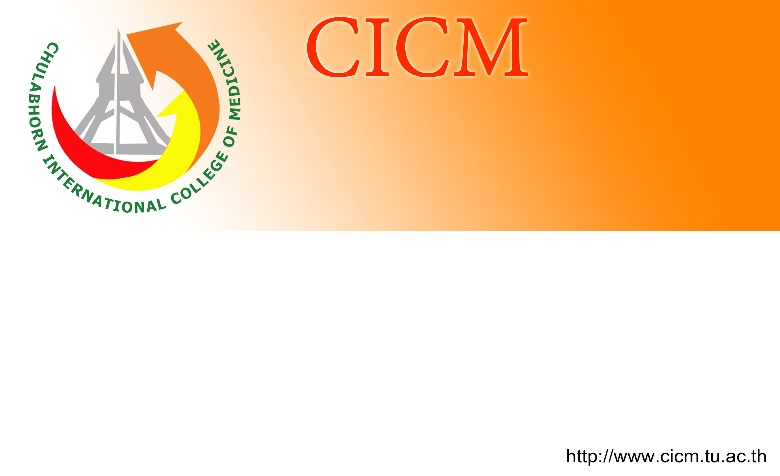 CHULABHORN INTERNATIONAL COLLEGE OF MEDICINE
CICM
http://www.cicm.tu.ac.th